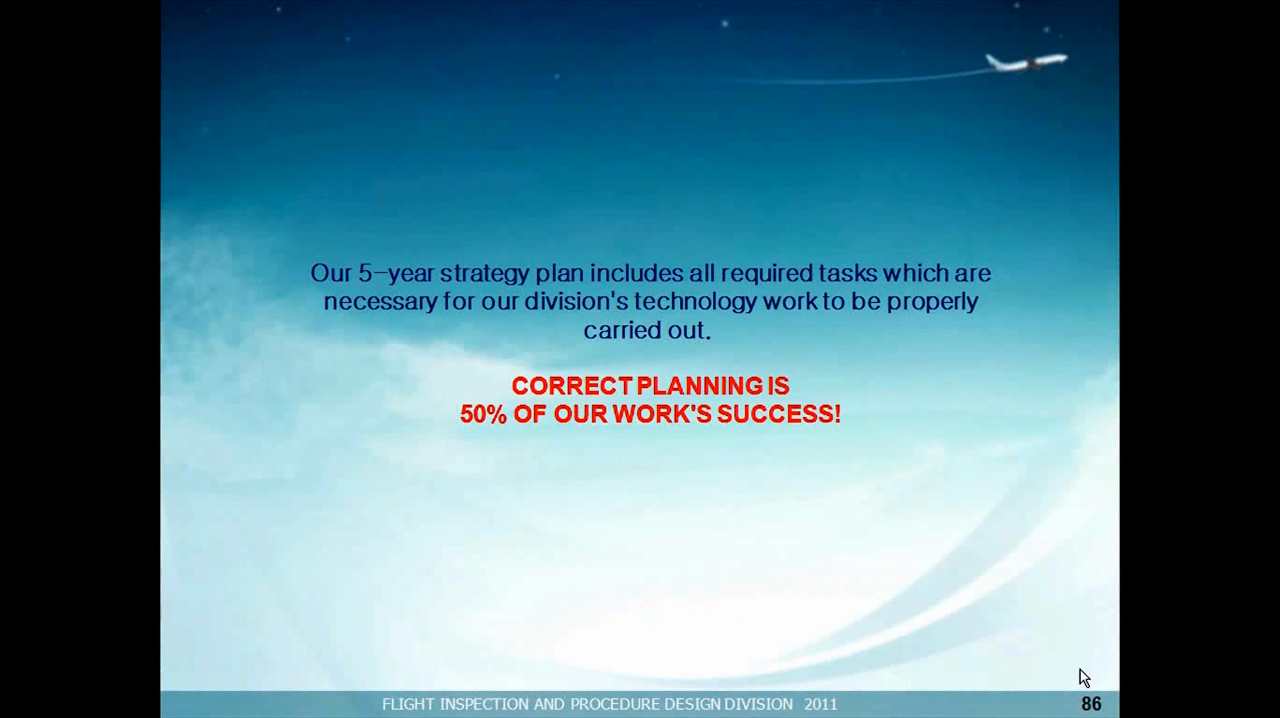 Our 5-year strategy plan includes all required tasks which are
necessary for our division's technology work to be properly
carried out.
CORRECT PLANNING IS
50% OF OUR WORK'S SUCCESS!
FLIGHT INSPECTION AND PROCEDURE DESIGN DIVISION 2011
86